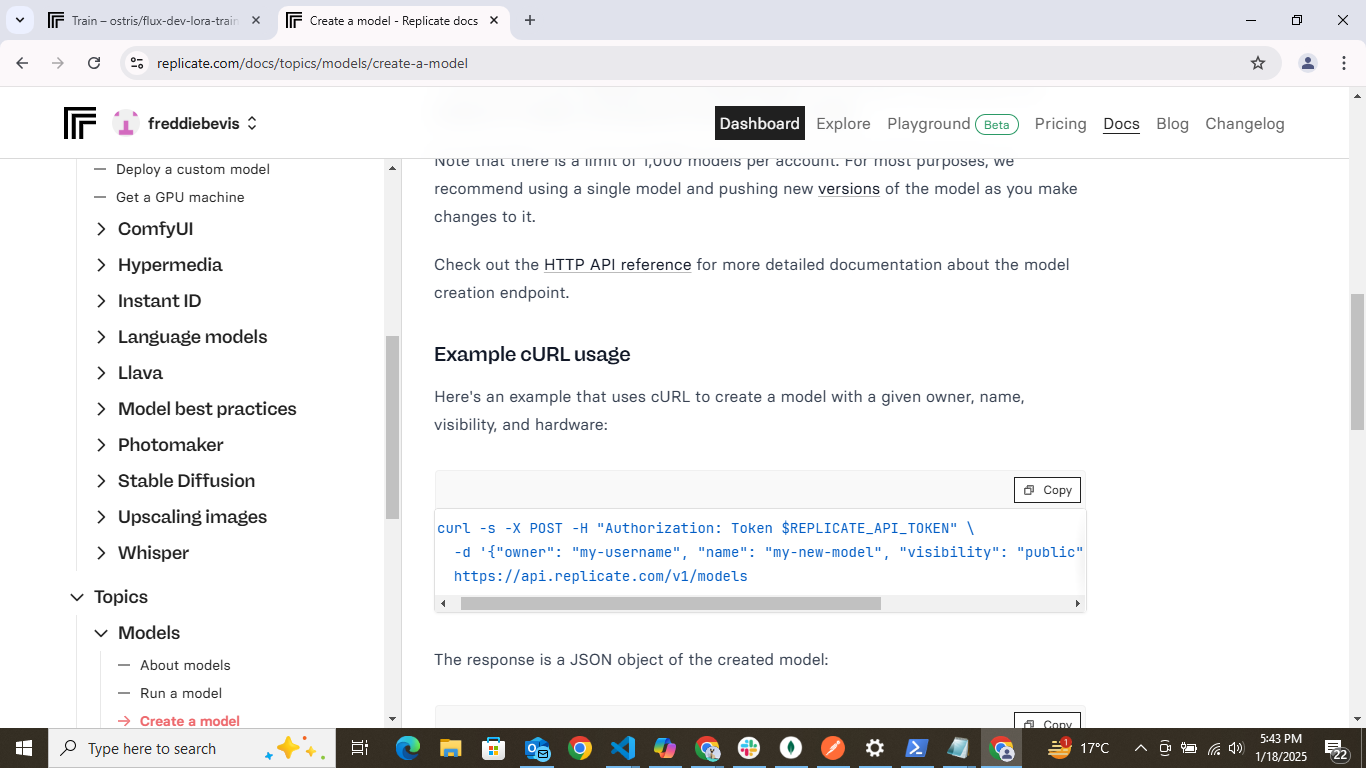 Train – ostris/flux-dev-lora-train
Create a model - Replicate docs
replicate.com/docs/topics/models/create-a-model
freddiebevis
Dashboard
Explore
Playground
Beta
Pricing
Docs
Blog
Changelog
Deploy a custom model
Get a GPU machine
ComfyUI
Hypermedia
Instant ID
Language models
Llava
Model best practices
Photomaker
Stable Diffusion
Upscaling images
Whisper
Topics
Models
About models
Run a model
Create a model
Note that there is a limit of 1,000 models per account. For most purposes, we
recommend using a single model and pushing new versions of the model as you make
changes to it.
Check out the HTTP API reference for more detailed documentation about the model
creation endpoint.
Example cURL usage
Here's an example that uses cURL to create a model with a given owner, name,
visibility, and hardware:
Copy
curl -s -X POST -H "Authorization: Token $REPLICATE_API_TOKEN" \
-d '{"owner": "my-username", "name": "my-new-model", "visibility": "public"
https://api.replicate.com/v1/models
The response is a JSON object of the created model:
Copy
Type here to search
1
17°C
5:43 PM
1/18/2025
22